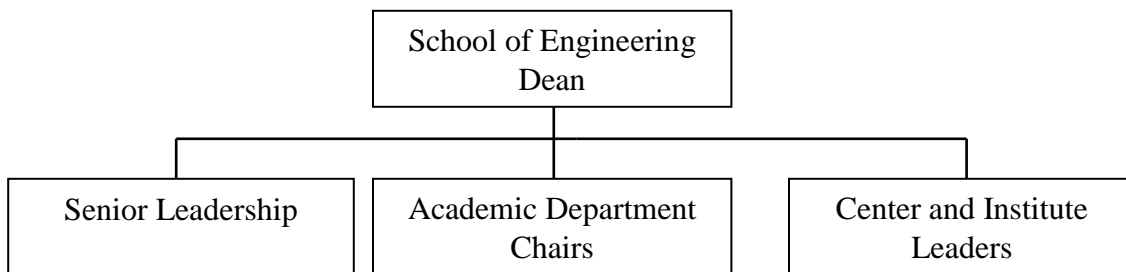 School of Engineering
Dean
Senior Leadership
Academic Department
Chairs
Center and Institute
Leaders